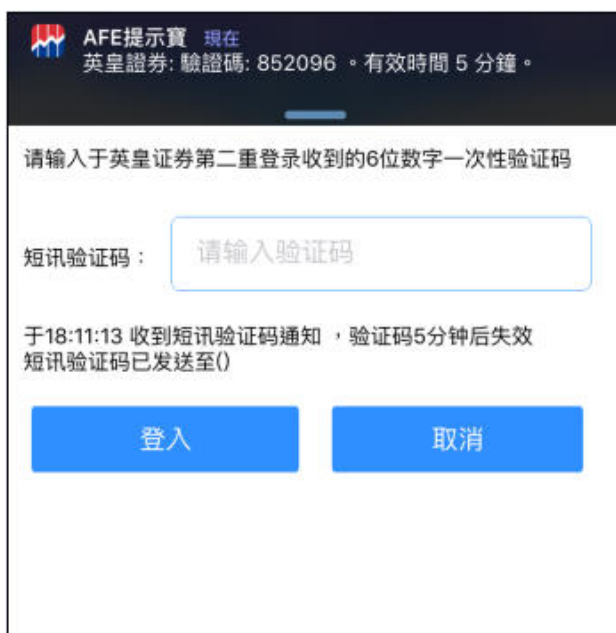 AFE提示寶 現在
英皇證券: 驗證碼: 852096 。有效時間 5 分鐘。
请输入于英皇证券第二重登录收到的6位数字一次性验证码
短讯验证码： 请输入验证码
于18:11:13 收到短讯验证码通知 ，验证码5分钟后失效
短讯验证码已发送至()
登入 取消